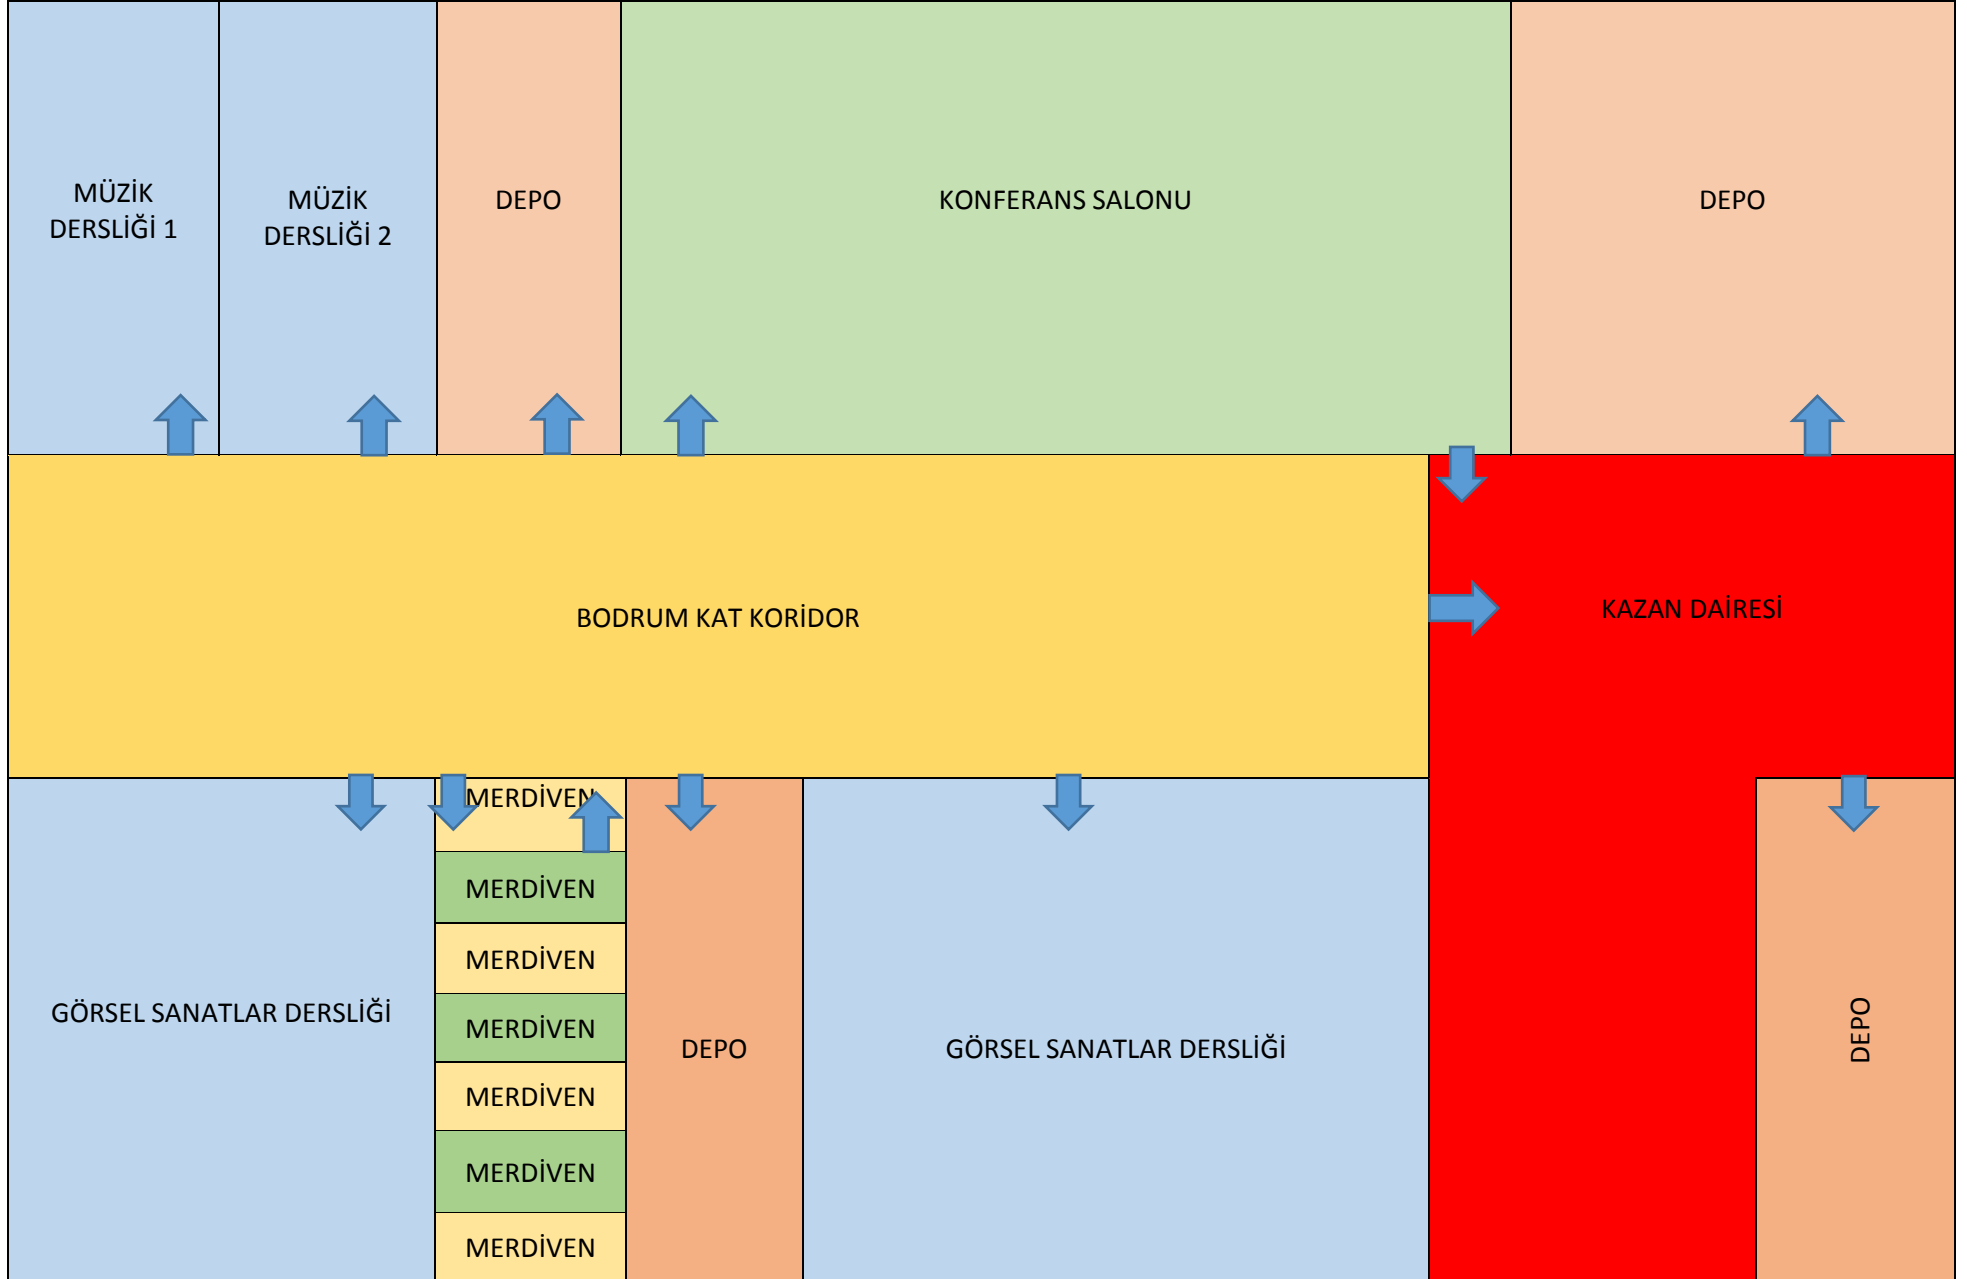 MÜZİK
DERSLİĞİ 1
MÜZİK
DERSLİĞİ 2
DEPO
KONFERANS SALONU
DEPO
BODRUM KAT KORİDOR
KAZAN DAİRESİ
GÖRSEL SANATLAR DERSLİĞİ
MERDİVEN
MERDİVEN
MERDİVEN
MERDİVEN
MERDİVEN
MERDİVEN
MERDİVEN
DEPO
GÖRSEL SANATLAR DERSLİĞİ
DEPO